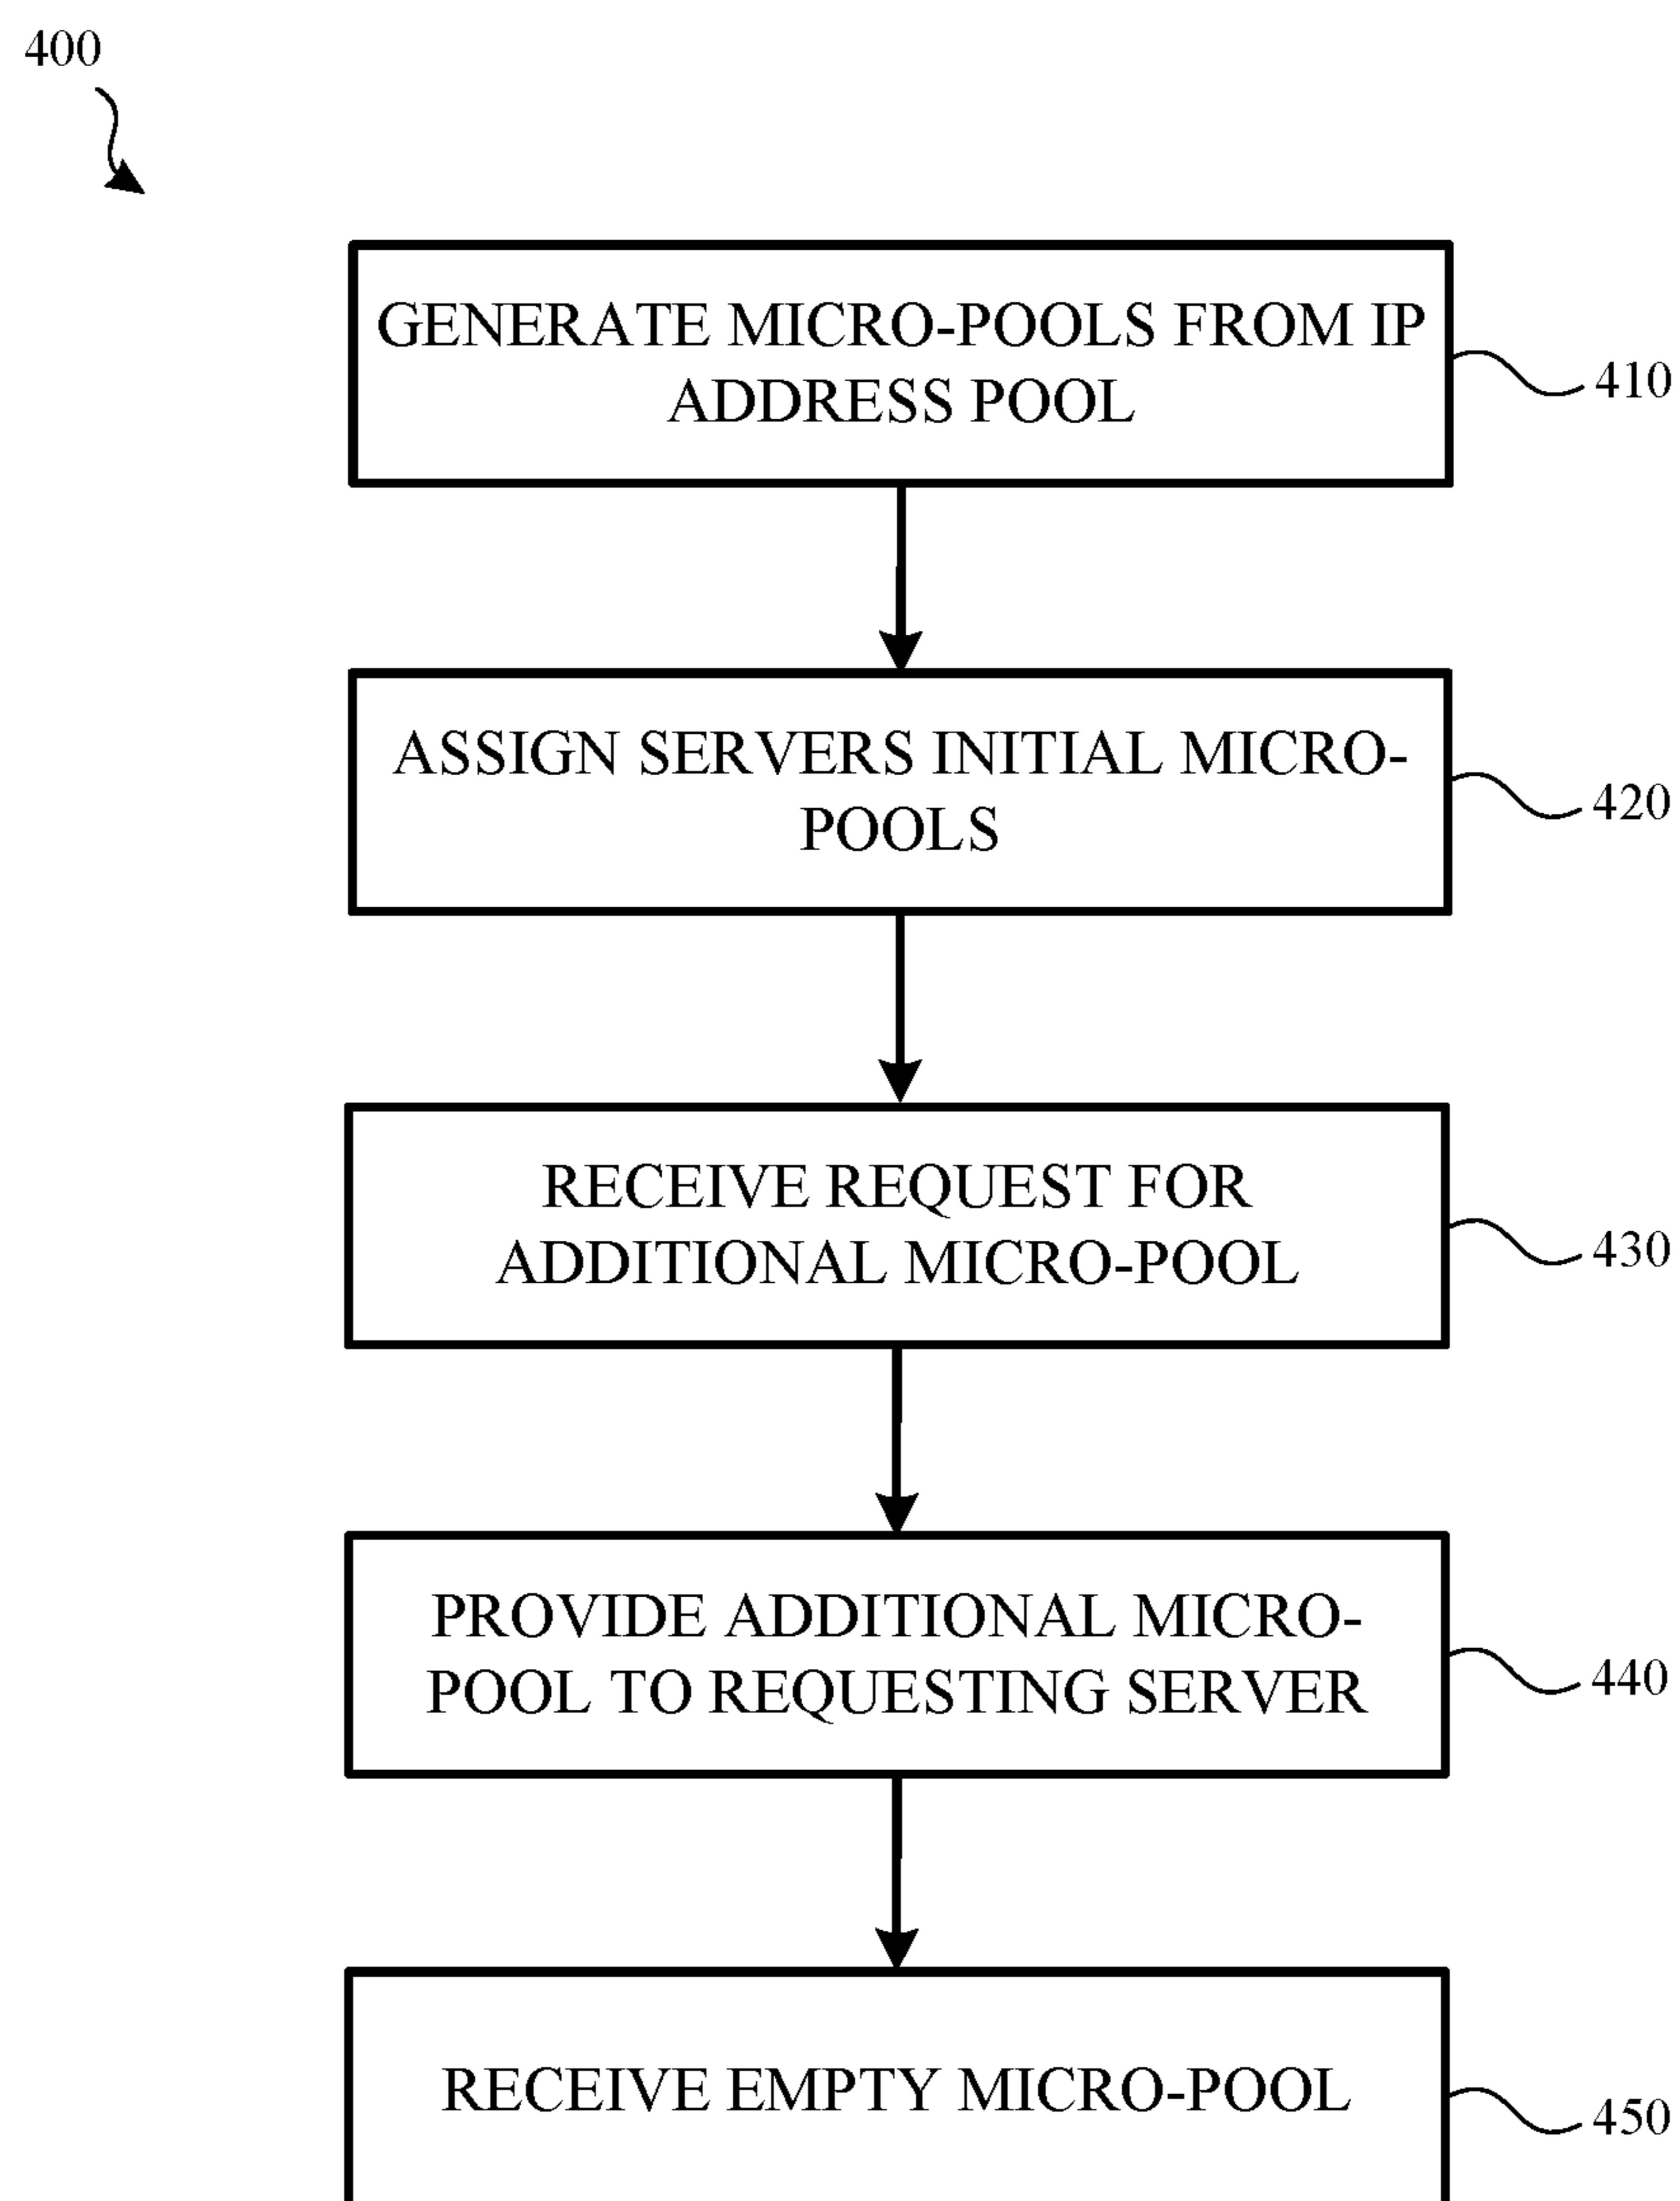 400
GENERATE MICRO-POOLS FROM IP
ADDRESS POOL
410
ASSIGN SERVERS INITIAL MICRO-
POOLS
420
RECEIVE REQUEST FOR
ADDITIONAL MICRO-POOL
430
PROVIDE ADDITIONAL MICRO-
POOL TO REQUESTING SERVER
440
RECEIVE EMPTY MICRO-POOL
450